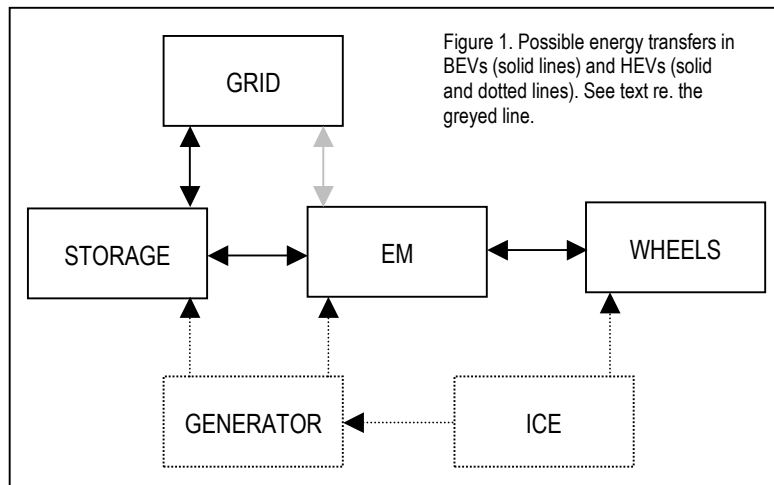 Figure 1. Possible energy transfers in
BEVs (solid lines) and HEVs (solid
and dotted lines). See text re. the
greyed line.
GRID
STORAGE
EM
WHEELS
GENERATOR
ICE